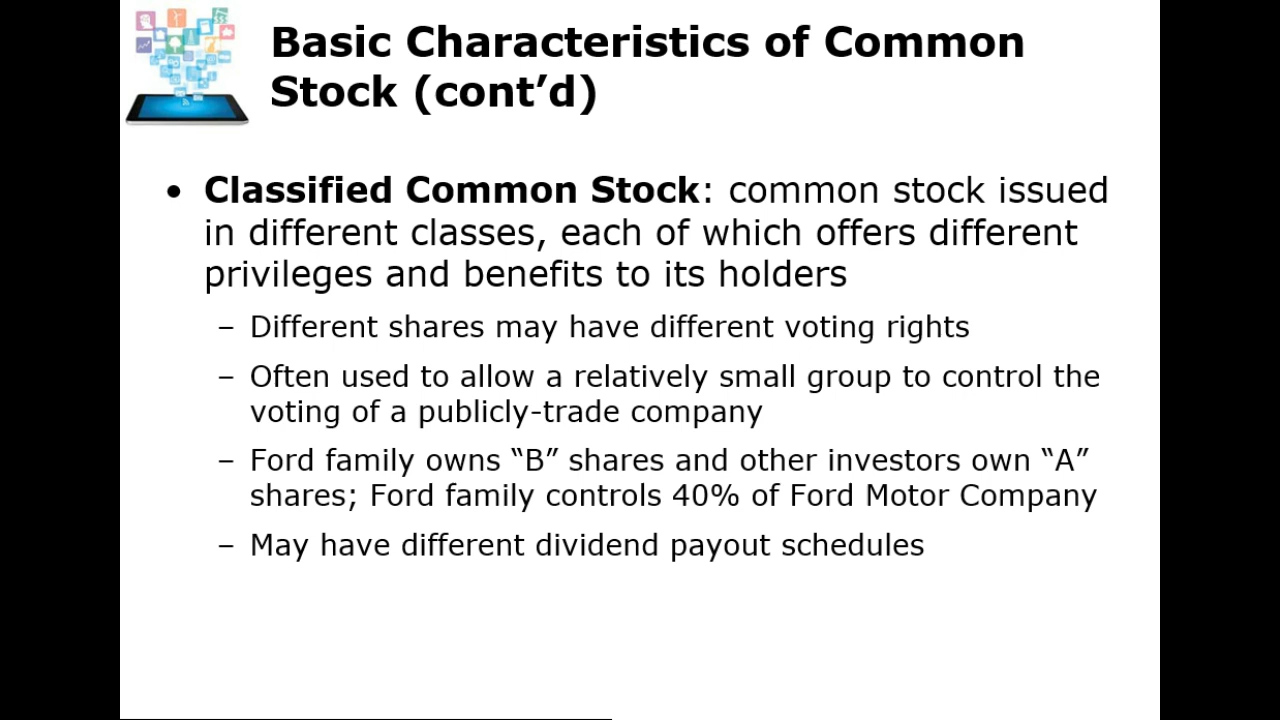 Basic Characteristics of Common
Stock (cont’d)
• Classified Common Stock: common stock issued
in different classes, each of which offers different
privileges and benefits to its holders
– Different shares may have different voting rights
– Often used to allow a relatively small group to control the
voting of a publicly-trade company
– Ford family owns “B” shares and other investors own “A”
shares; Ford family controls 40% of Ford Motor Company
– May have different dividend payout schedules